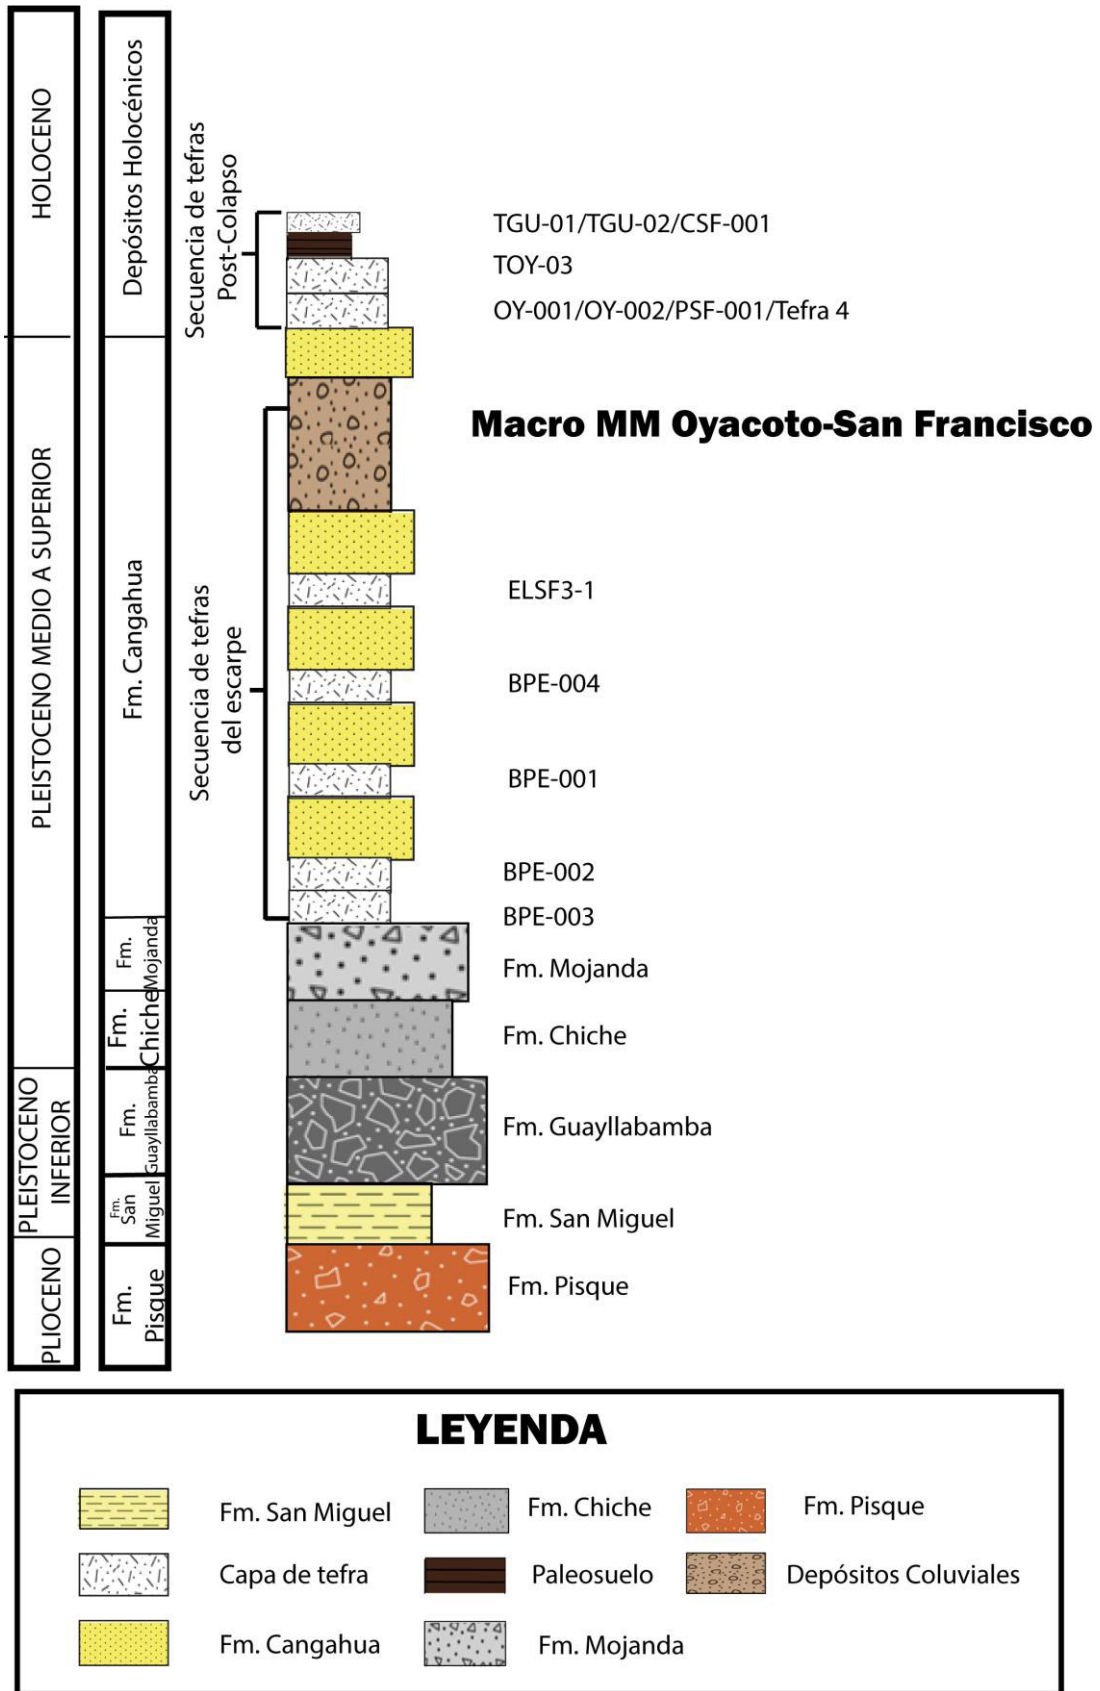 HOLOCENO
Depósitos Holocénicos
Secuencia de tefras
Post-Colapso
TGU-01/TGU-02/CSF-001
TOY-03
OY-001/OY-002/PSF-001/Tefra 4
PLEISTOCENO MEDIO A SUPERIOR
Fm. Cangahua
Secuencia de tefras
del escarpe
Macro MM Oyacoto-San Francisco
ELSF3-1
BPE-004
BPE-001
BPE-002
BPE-003
Fm.
Mojanda
Fm. Mojanda
Fm.
Chiche
Fm. Chiche
PLEISTOCENO
INFERIOR
Fm.
Guayllabamba
Fm. Guayllabamba
Fm.
San
Miguel
Fm. San Miguel
PLIOCENO
Fm.
Pisque
Fm. Pisque
LEYENDA
Fm. San Miguel
Fm. Chiche
Fm. Pisque
Capa de tefra
Paleosuelo
Depósitos Coluviales
Fm. Cangahua
Fm. Mojanda